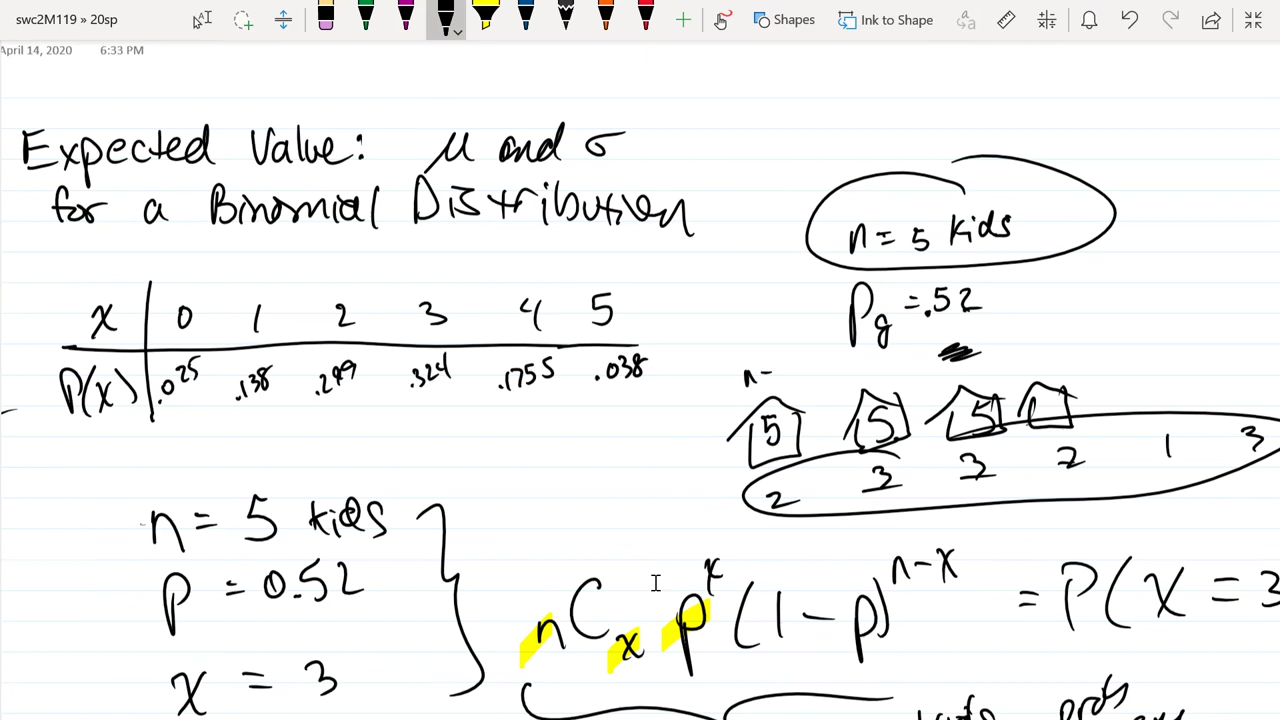 swc2M119 » 20sp
Shapes
Ink to Shape
April 14, 2020 6:33 PM
Expected Value: μ and σ
for a Binomial Distribution
n = 5 kids
Pg = .52
x 0 1 2 3 4 5
P(x) .025 .138 .299 .324 .1755 .038
n-
5 5 5
2 3 3 2 1 3
n = 5 kids
p = 0.52
x = 3
nCx p^x (1-p)^n-x = P(X = 3